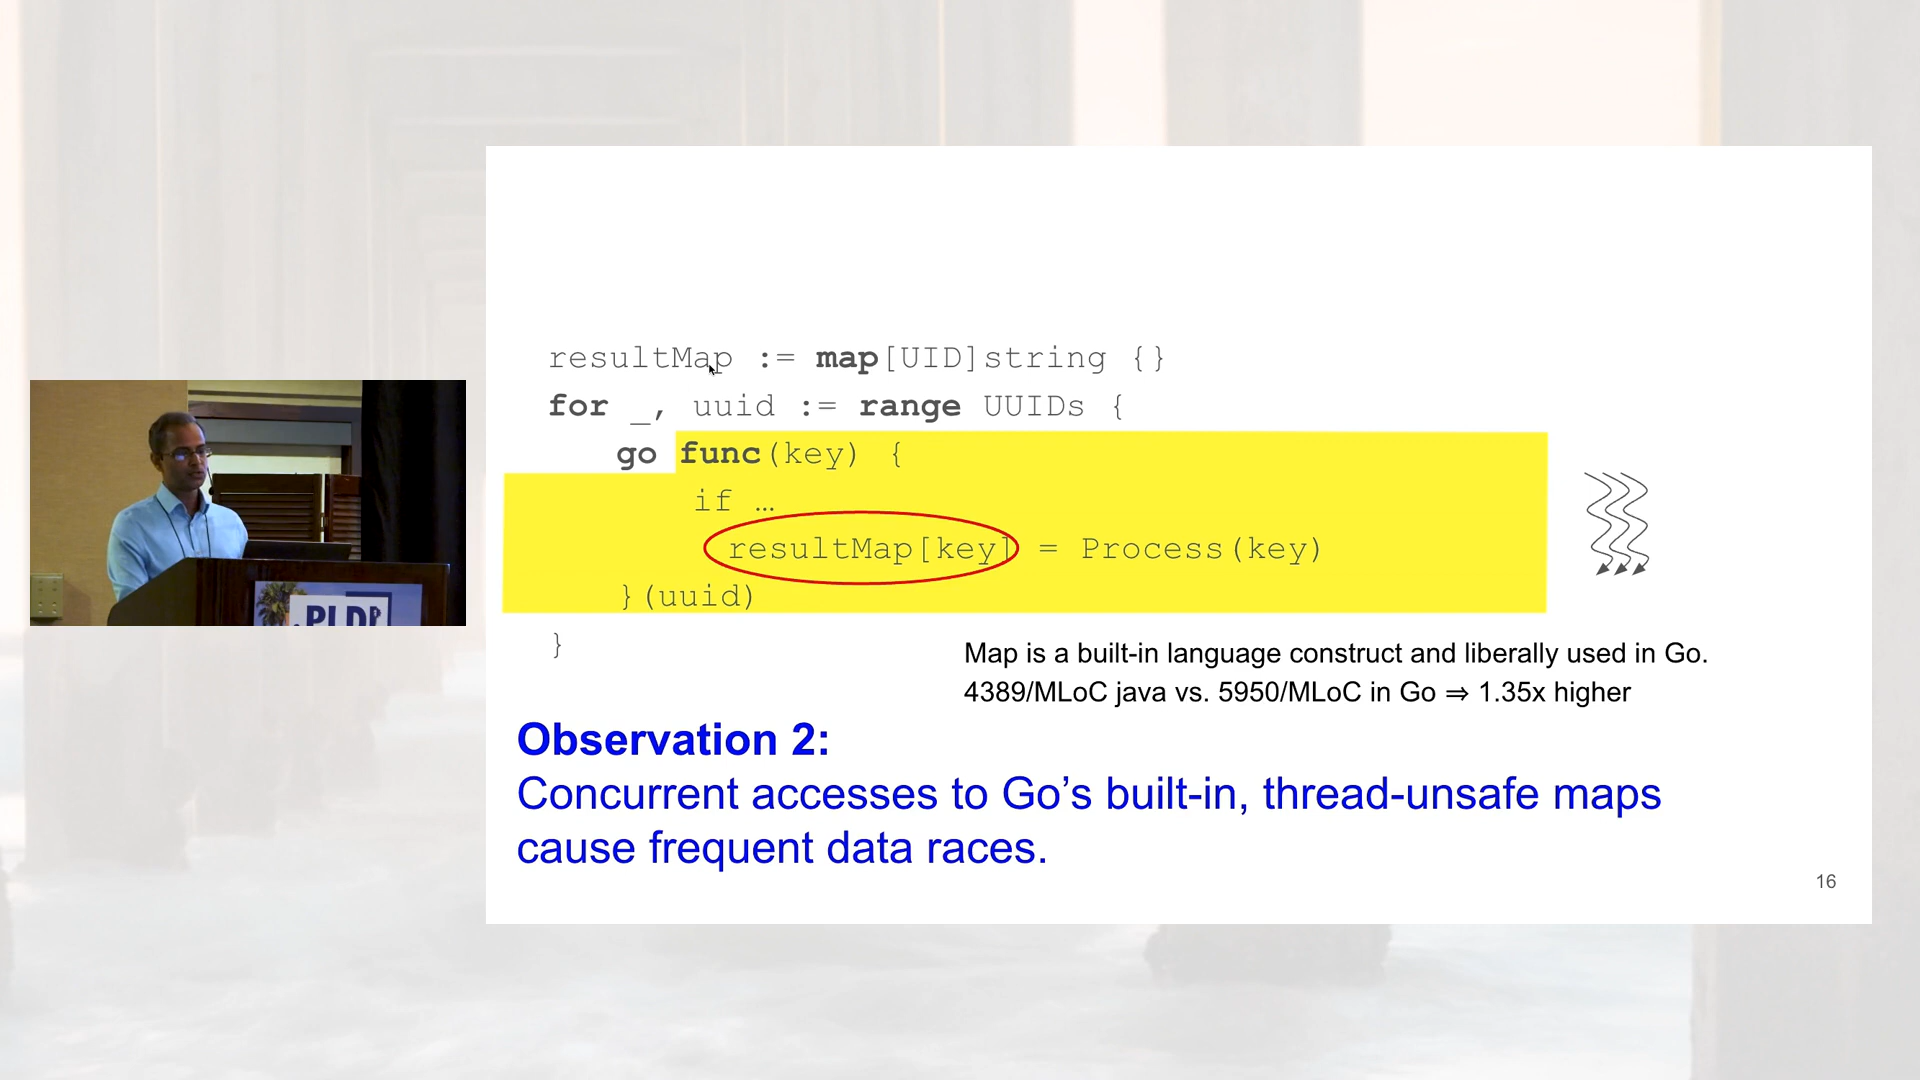 resultMap := map[UID]string {}
for _, uuid := range UUIDs {
go func(key) {
if …
resultMap[key] = Process(key)
}(uuid)
}
Map is a built-in language construct and liberally used in Go.
4389/MLoC java vs. 5950/MLoC in Go ⇒ 1.35x higher
Observation 2:
Concurrent accesses to Go’s built-in, thread-unsafe maps
cause frequent data races.
16
PLDI